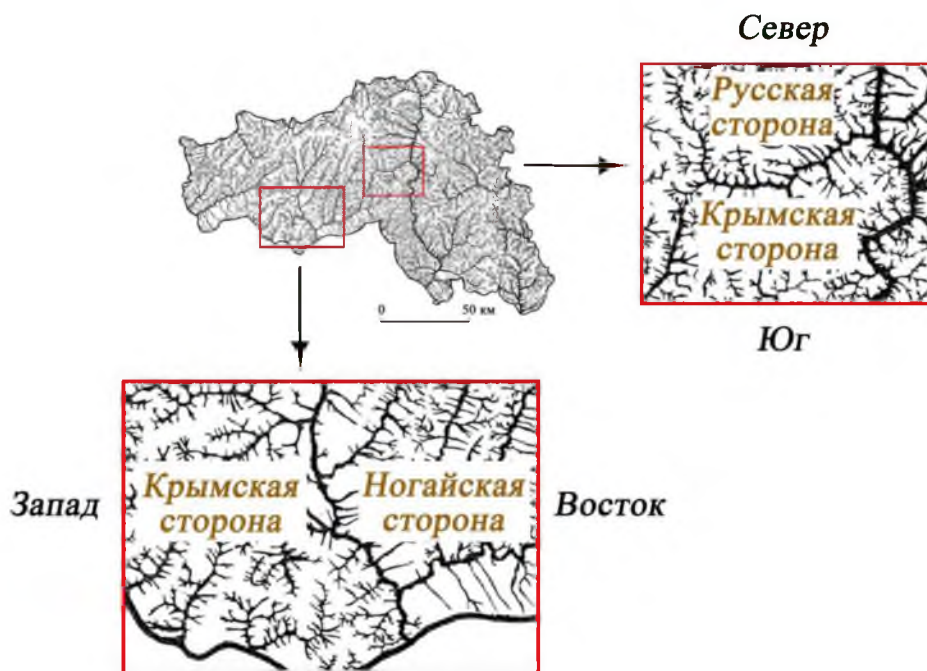 Север
Русская
сторона
Крымская
сторона
Юг
0 50 км
Запад
Крымская
сторона
Ногайская
сторона
Восток